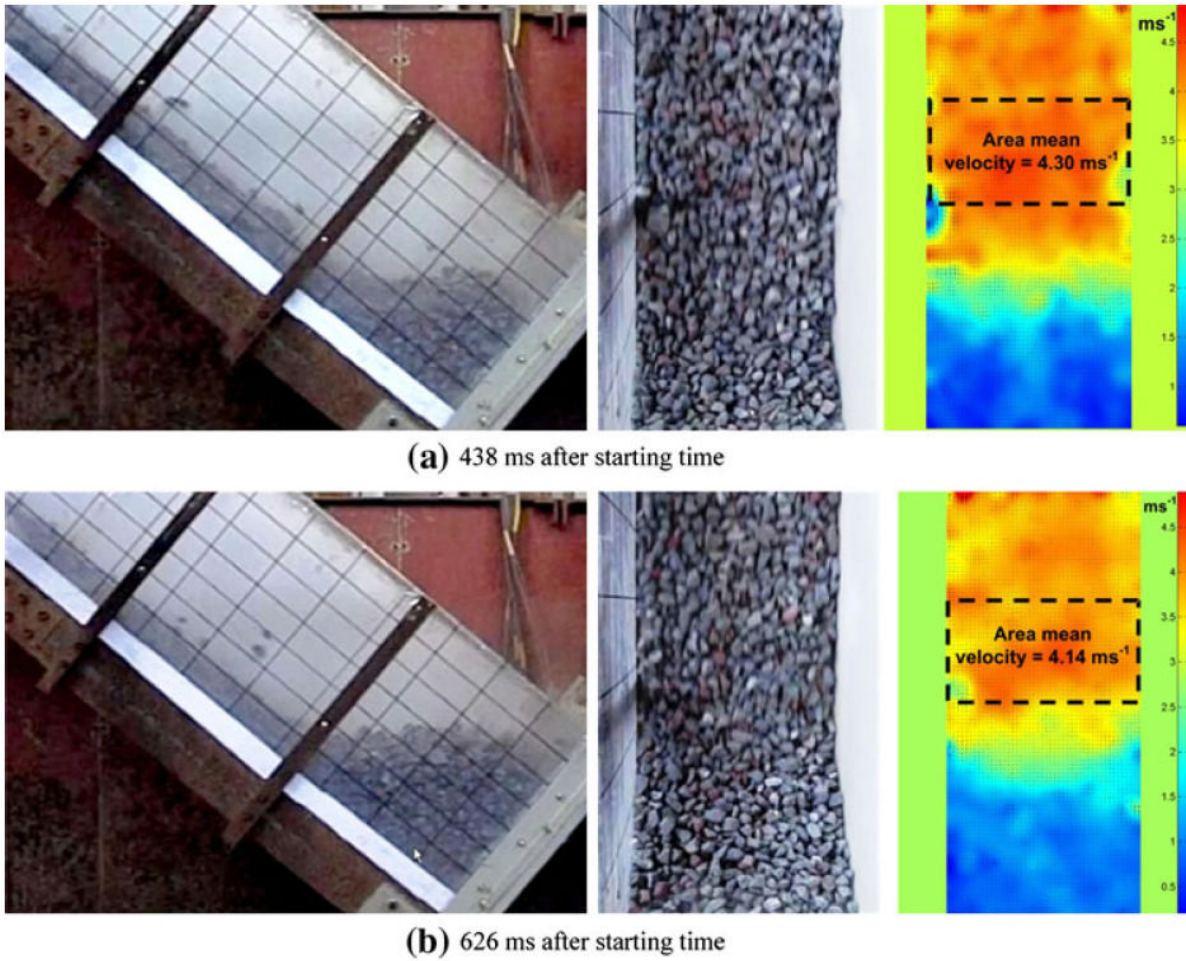 ms⁻¹
4.5
4
Area mean
velocity = 4.30 ms⁻¹
3.5
3
2.5
2
1.5
1
(a) 438 ms after starting time
ms⁻¹
4.5
4
3.5
Area mean
velocity = 4.14 ms⁻¹
3
2.5
2
1.5
1
0.5
(b) 626 ms after starting time